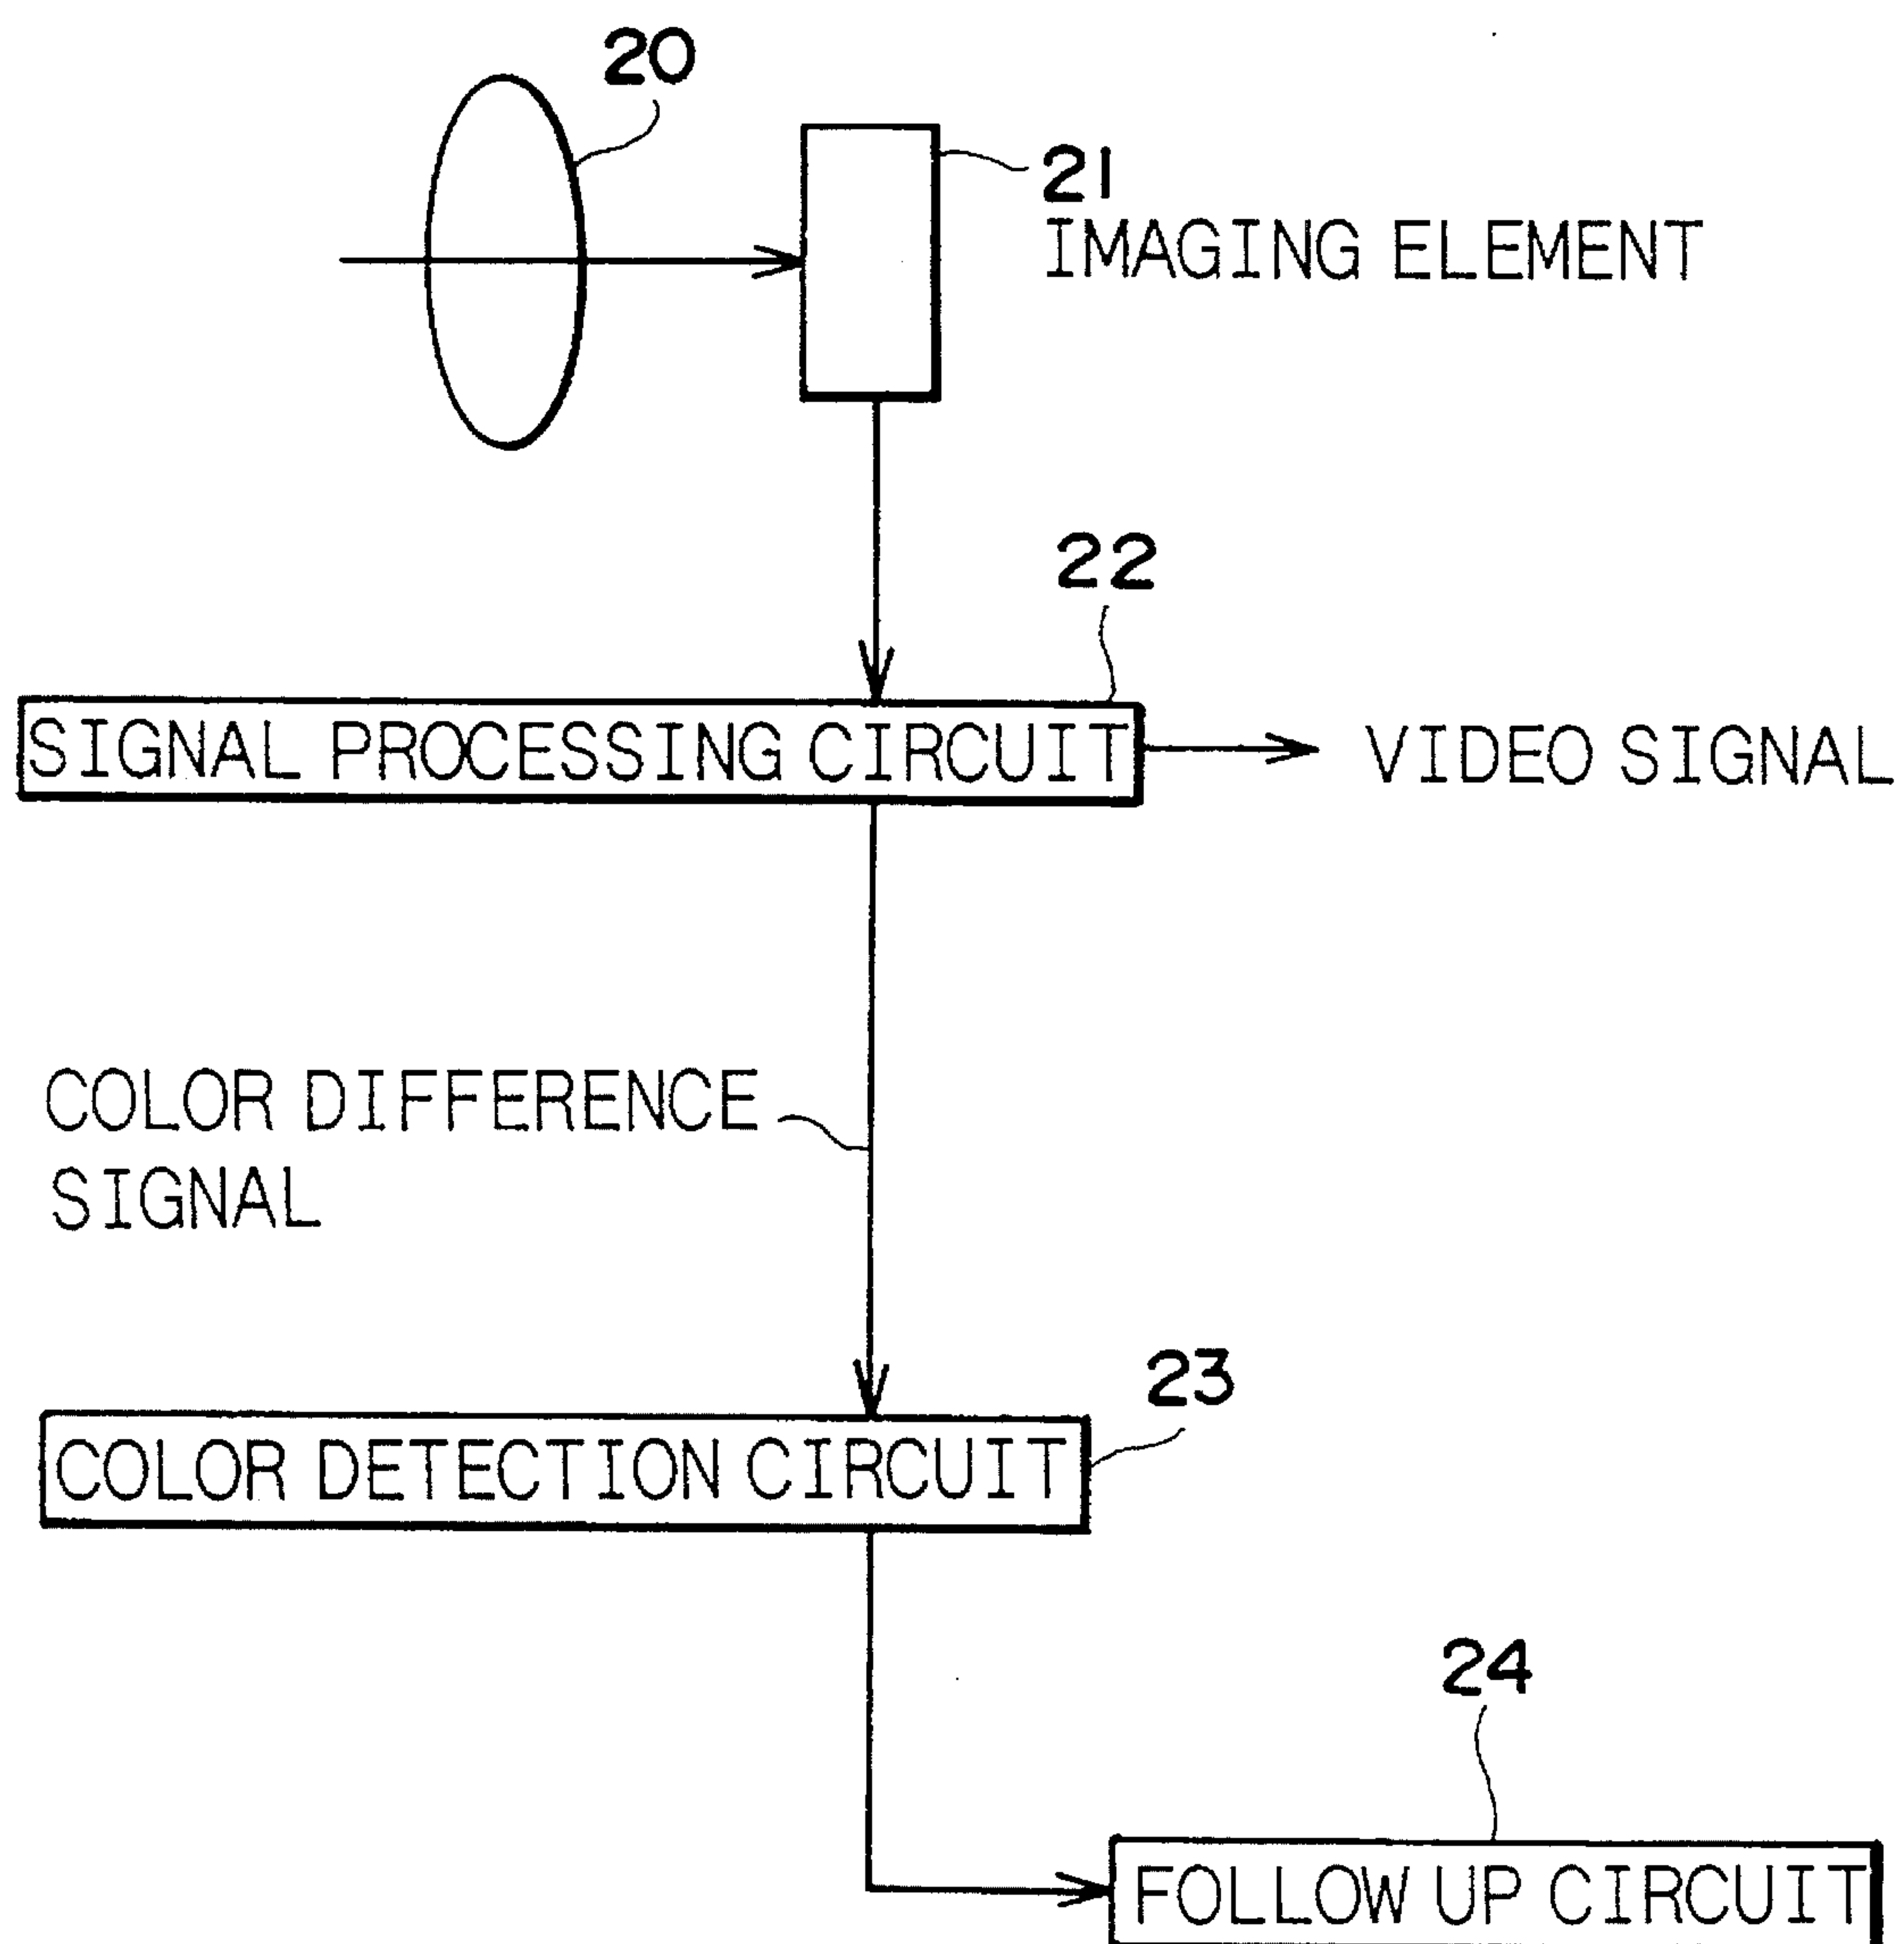 20
21
IMAGING ELEMENT
22
SIGNAL PROCESSING CIRCUIT
VIDEO SIGNAL
COLOR DIFFERENCE
SIGNAL
23
COLOR DETECTION CIRCUIT
24
FOLLOW UP CIRCUIT